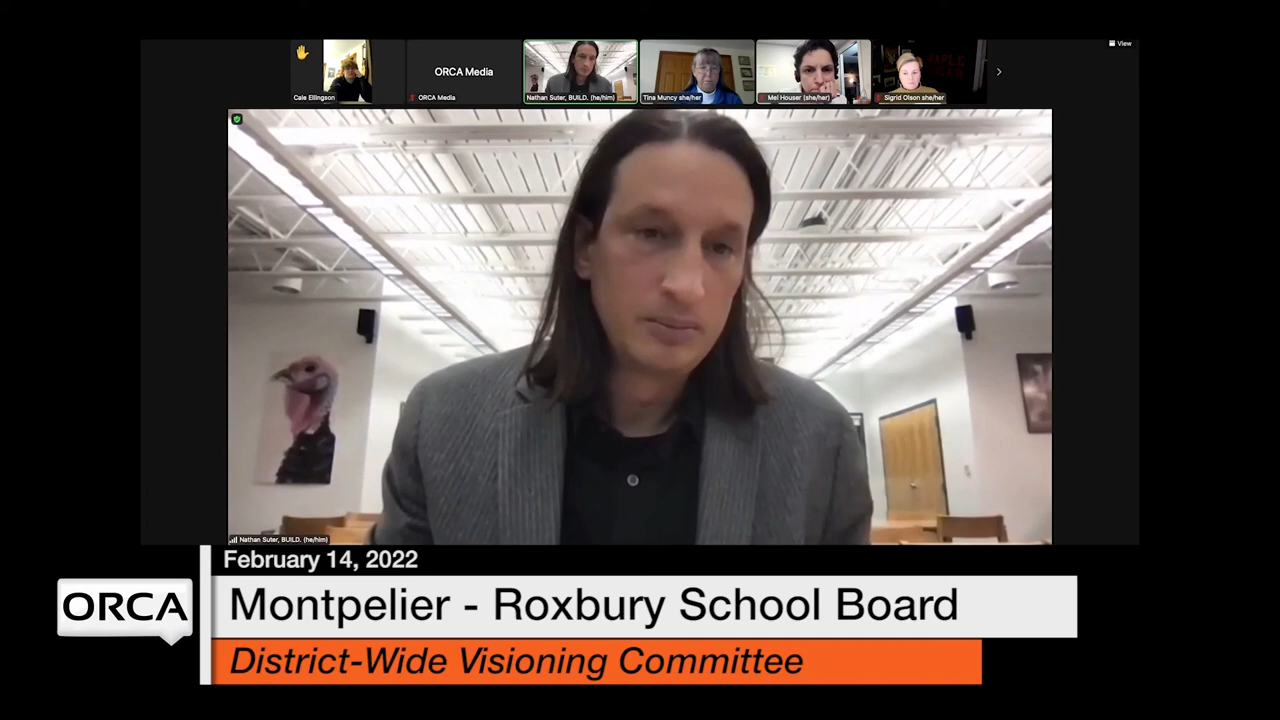 View
ORCA Media
Cale Ellingson
ORCA Media
Nathan Suter, BUILD. (he/him)
Tina Muncy she/her
Mel Houser (she/her)
Sigrid Olson she/her
Nathan Suter, BUILD. (he/him)
February 14, 2022
ORCA
Montpelier - Roxbury School Board
District-Wide Visioning Committee